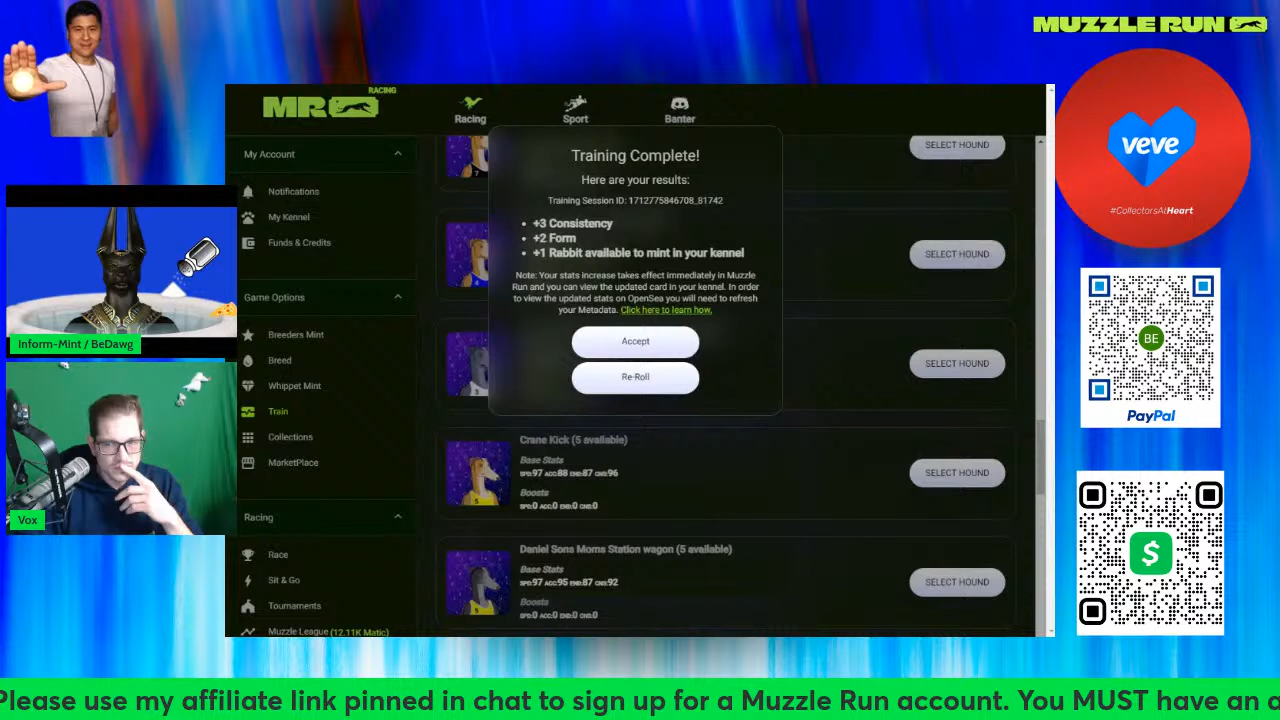 MUZZLE RUN
RACING
MR
Racing
Sport
Banter
My Account
Notifications
My Kennel
Funds & Credits
Game Options
Breeders Mint
Breed
Whippet Mint
Train
Collections
MarketPlace
Racing
Race
Sit & Go
Tournaments
Muzzle League (12.11K Matic)
SELECT HOUND
SELECT HOUND
SELECT HOUND
Training Complete!
Here are your results:
Training Session ID: 1712775846708_81742
+3 Consistency
+2 Form
+1 Rabbit available to mint in your kennel
Note: Your stats increase takes effect immediately in Muzzle
Run and you can view the updated card in your kennel. In order
to view the updated stats on OpenSea you will need to refresh
your Metadata. Click here to learn how.
Accept
Re-Roll
Crane Kick (5 available)
Base Stats
SPD:97 ACC:88 END:87 CNS:96
Boosts
SPD:0 ACC:0 END:0 CNS:0
SELECT HOUND
Daniel Sons Moms Station wagon (5 available)
Base Stats
SPD:97 ACC:95 END:87 CNS:92
Boosts
SPD:0 ACC:0 END:0 CNS:0
SELECT HOUND
Inform-Mint / BeDawg
Vox
veve
#CollectorsAtHeart
BE
PayPal
$
Please use my affiliate link pinned in chat to sign up for a Muzzle Run account. You MUST have an a